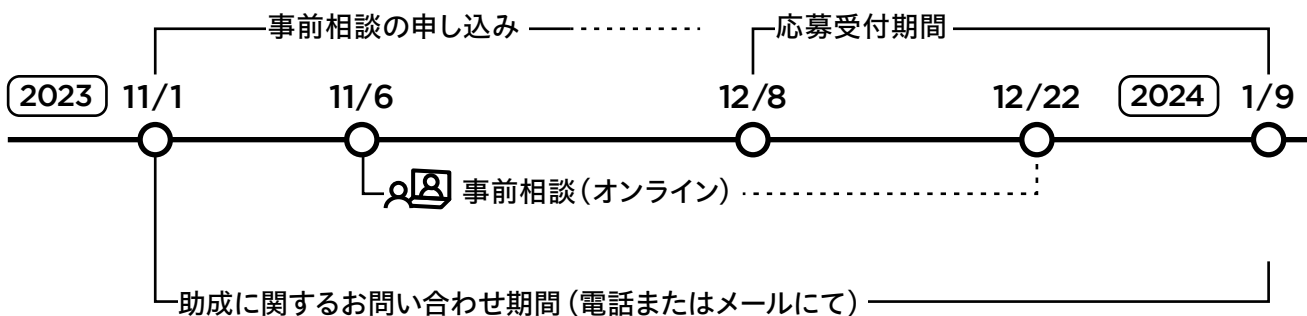 事前相談の申し込み
応募受付期間
2023 11/1 11/6 12/8 12/22 2024 1/9
事前相談(オンライン)
助成に関するお問い合わせ期間(電話またはメールにて)